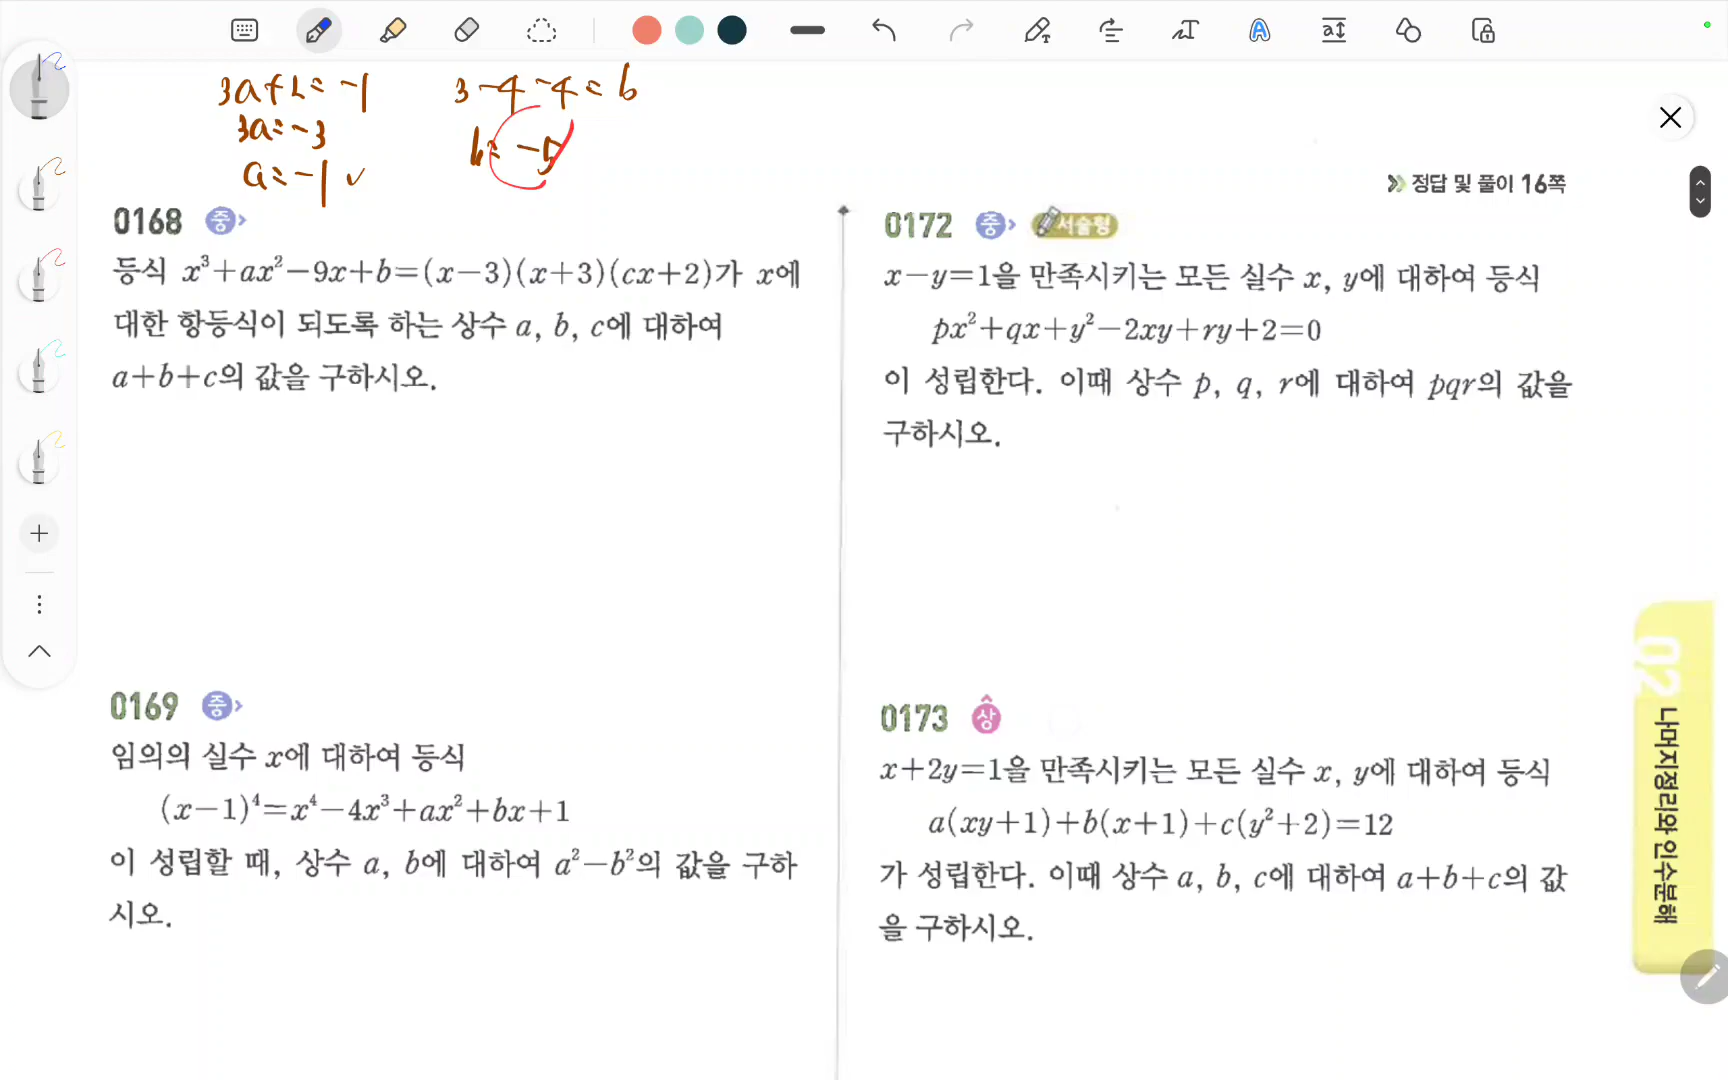 3a+2=-1
3a=-3
a=-1 ✓
3-4-4=b
b=-5
정답 및 풀이 16쪽
0168 중
등식 x³+ax²-9x+b=(x-3)(x+3)(cx+2)가 x에
대한 항등식이 되도록 하는 상수 a, b, c에 대하여
a+b+c의 값을 구하시오.
0169 중
임의의 실수 x에 대하여 등식
(x-1)⁴=x⁴-4x³+ax²+bx+1
이 성립할 때, 상수 a, b에 대하여 a²-b²의 값을 구하
시오.
0172 중 서술형
x-y=1을 만족시키는 모든 실수 x, y에 대하여 등식
px²+qx+y²-2xy+ry+2=0
이 성립한다. 이때 상수 p, q, r에 대하여 pqr의 값을
구하시오.
0173 상
x+2y=1을 만족시키는 모든 실수 x, y에 대하여 등식
a(xy+1)+b(x+1)+c(y²+2)=12
가 성립한다. 이때 상수 a, b, c에 대하여 a+b+c의 값
을 구하시오.
02 나머지정리와 인수분해